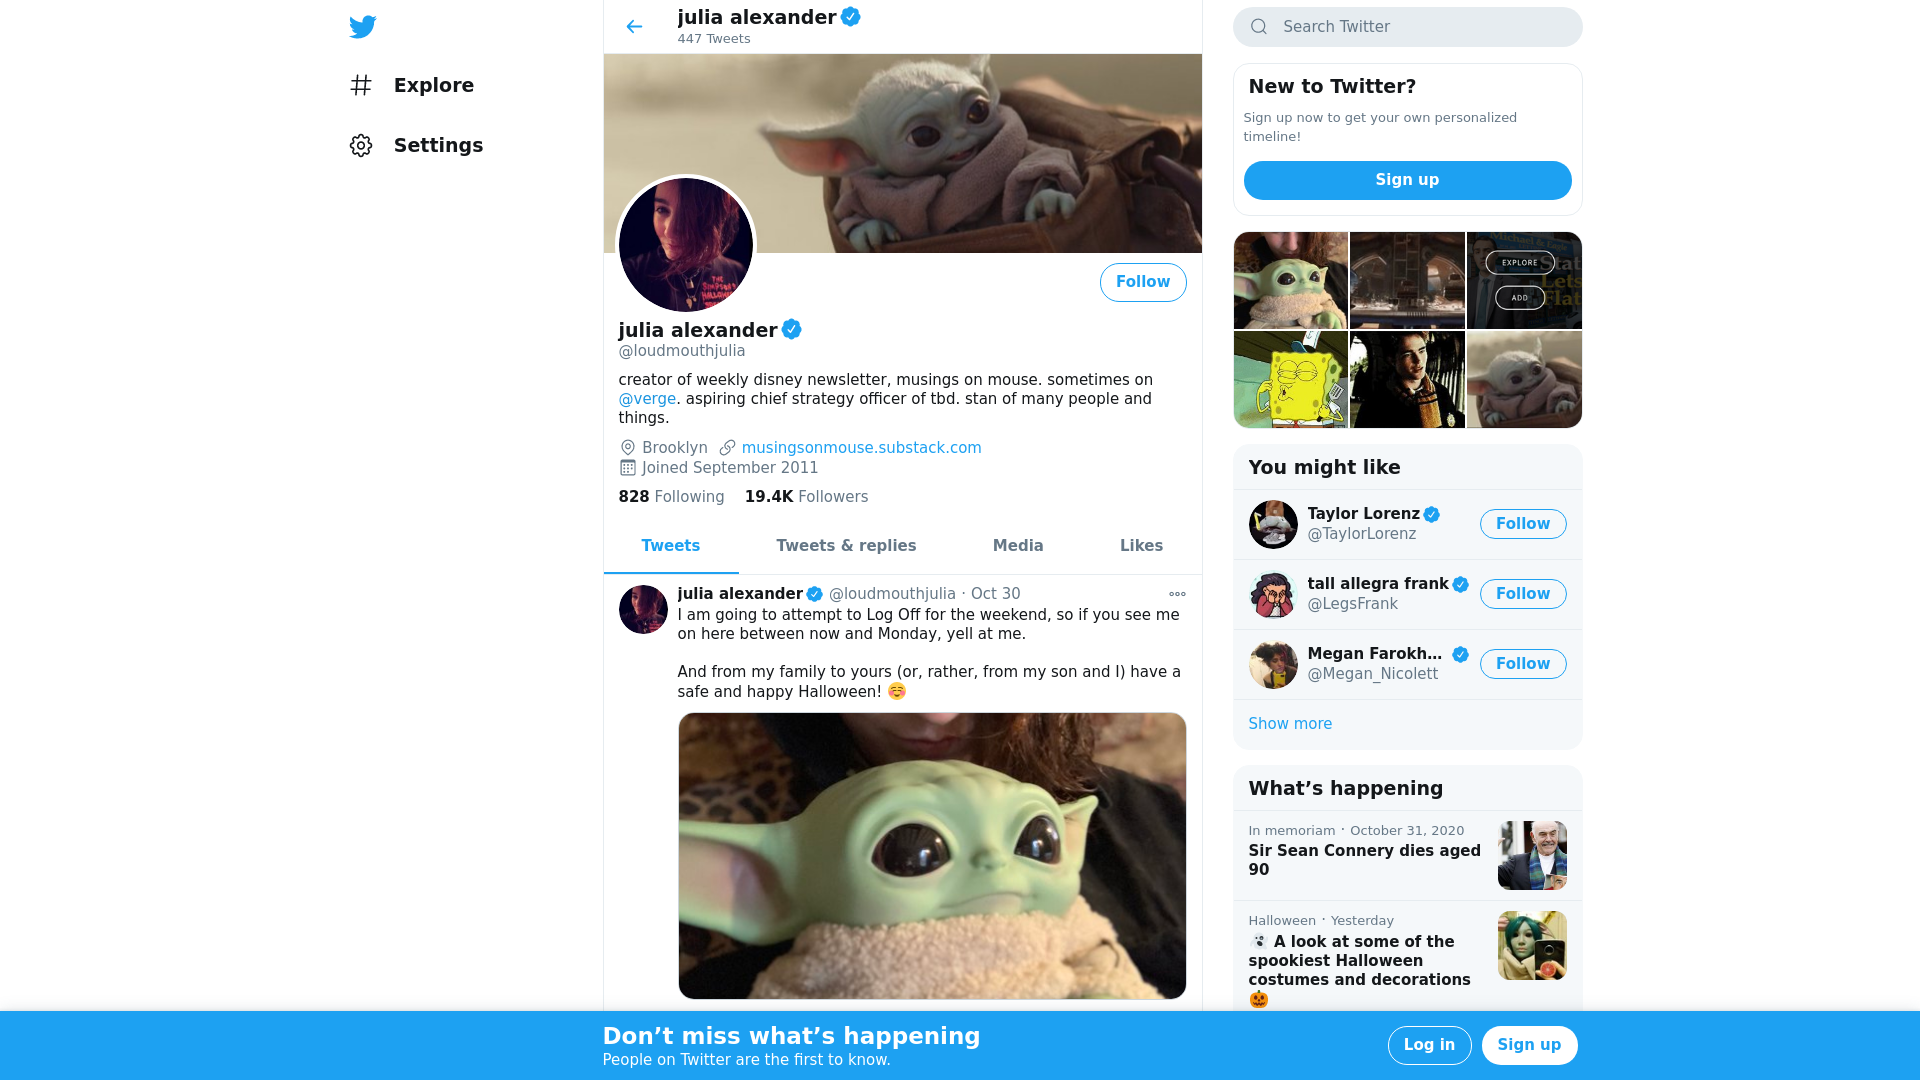 Explore
Settings
julia alexander
447 Tweets
Follow
julia alexander
@loudmouthjulia
creator of weekly disney newsletter, musings on mouse. sometimes on
@verge. aspiring chief strategy officer of tbd. stan of many people and
things.
Brooklyn musingsonmouse.substack.com
Joined September 2011
828 Following 19.4K Followers
Tweets Tweets & replies Media Likes
julia alexander @loudmouthjulia · Oct 30
I am going to attempt to Log Off for the weekend, so if you see me
on here between now and Monday, yell at me.
And from my family to yours (or, rather, from my son and I) have a
safe and happy Halloween! 🥰
Search Twitter
New to Twitter?
Sign up now to get your own personalized
timeline!
Sign up
EXPLORE
ADD
You might like
Taylor Lorenz
@TaylorLorenz
Follow
tall allegra frank
@LegsFrank
Follow
Megan Farokh...
@Megan_Nicolett
Follow
Show more
What’s happening
In memoriam · October 31, 2020
Sir Sean Connery dies aged
90
Halloween · Yesterday
👻 A look at some of the
spookiest Halloween
costumes and decorations
🎃
Don’t miss what’s happening
People on Twitter are the first to know.
Log in
Sign up